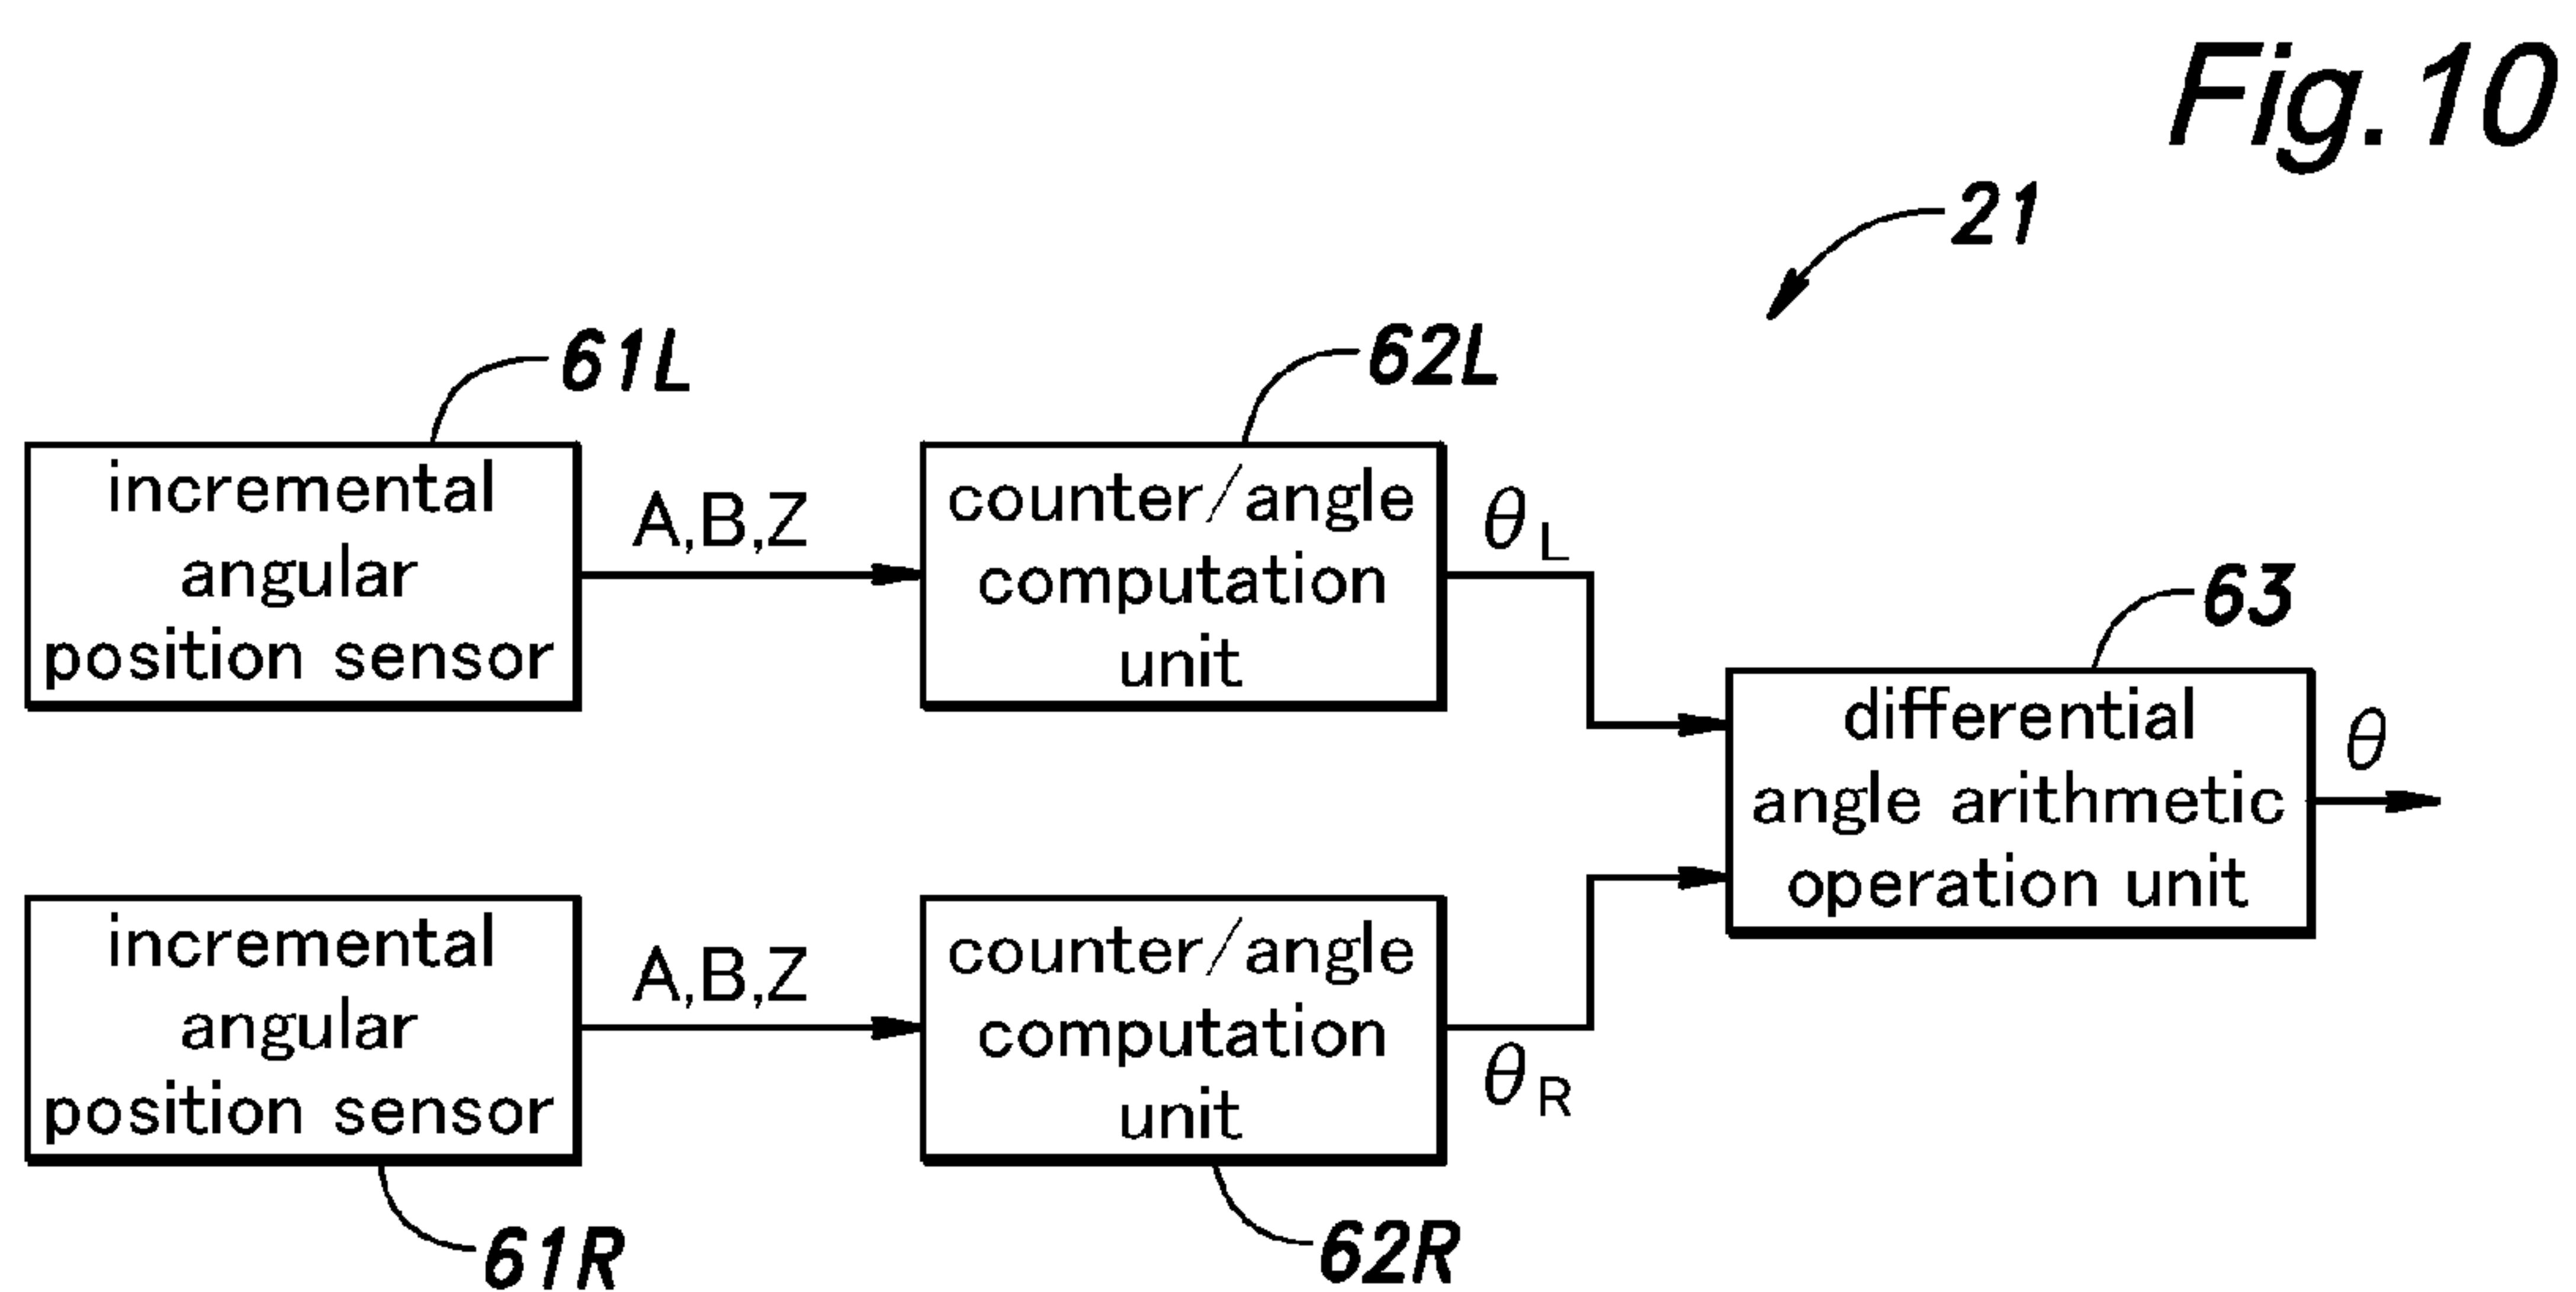 Fig.10
21
61L
62L
incremental
angular
position sensor
A,B,Z
counter/angle
computation
unit
θL
63
differential
angle arithmetic
operation unit
θ
incremental
angular
position sensor
A,B,Z
counter/angle
computation
unit
θR
61R
62R